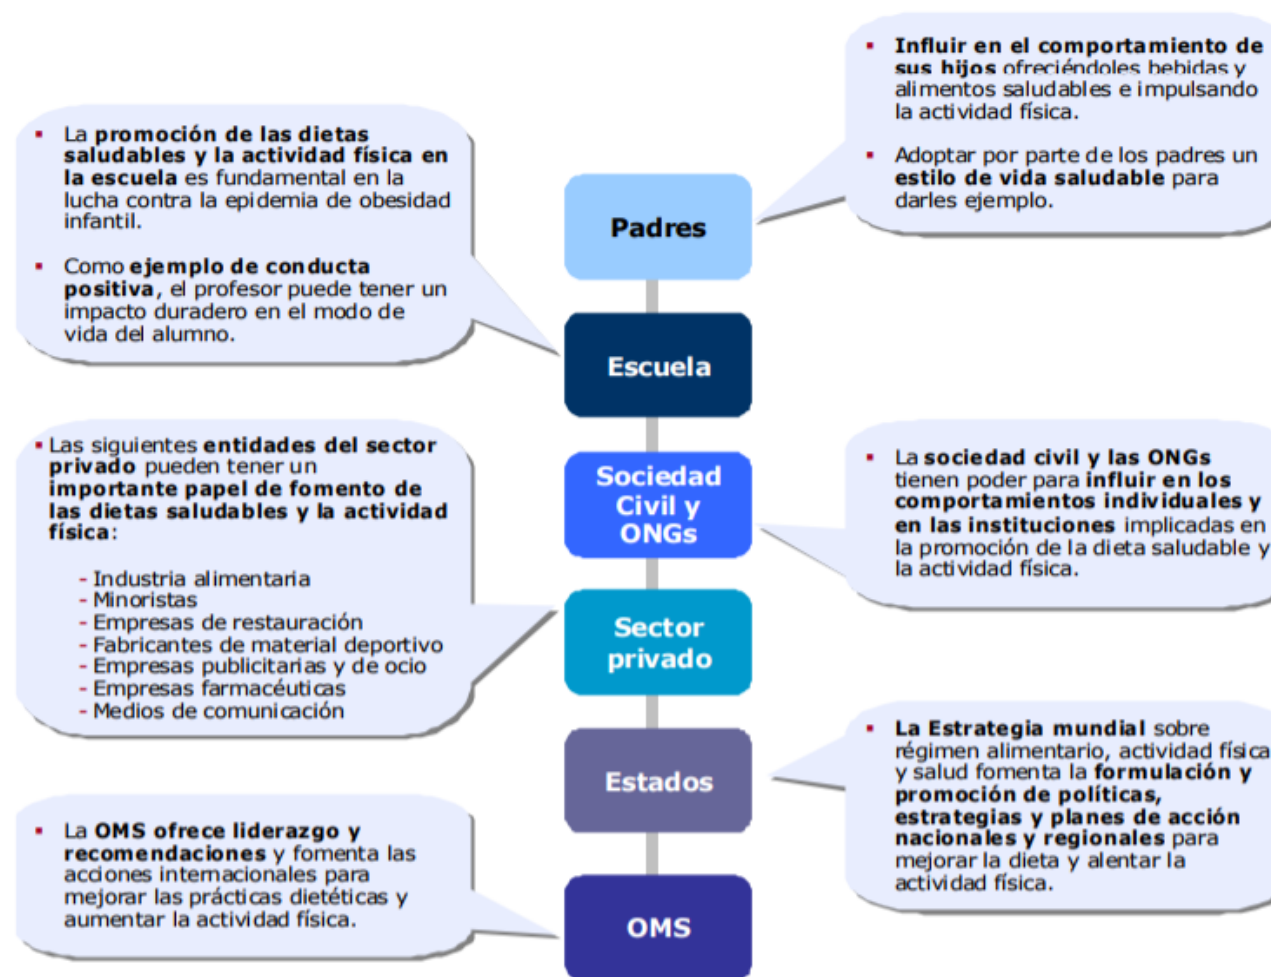 Padres
▪ Influir en el comportamiento de
sus hijos ofreciéndoles bebidas y
alimentos saludables e impulsando
la actividad física.
▪ Adoptar por parte de los padres un
estilo de vida saludable para
darles ejemplo.
▪ La promoción de las dietas
saludables y la actividad física en
la escuela es fundamental en la
lucha contra la epidemia de obesidad
infantil.
▪ Como ejemplo de conducta
positiva, el profesor puede tener un
impacto duradero en el modo de
vida del alumno.
Escuela
Sociedad
Civil y
ONGs
▪ La sociedad civil y las ONGs
tienen poder para influir en los
comportamientos individuales y
en las instituciones implicadas en
la promoción de la dieta saludable y
la actividad física.
▪ Las siguientes entidades del sector
privado pueden tener un
importante papel de fomento de
las dietas saludables y la actividad
física:
- Industria alimentaria
- Minoristas
- Empresas de restauración
- Fabricantes de material deportivo
- Empresas publicitarias y de ocio
- Empresas farmacéuticas
- Medios de comunicación
Sector
privado
Estados
▪ La Estrategia mundial sobre
régimen alimentario, actividad física
y salud fomenta la formulación y
promoción de políticas,
estrategias y planes de acción
nacionales y regionales para
mejorar la dieta y alentar la
actividad física.
▪ La OMS ofrece liderazgo y
recomendaciones y fomenta las
acciones internacionales para
mejorar las prácticas dietéticas y
aumentar la actividad física.
OMS